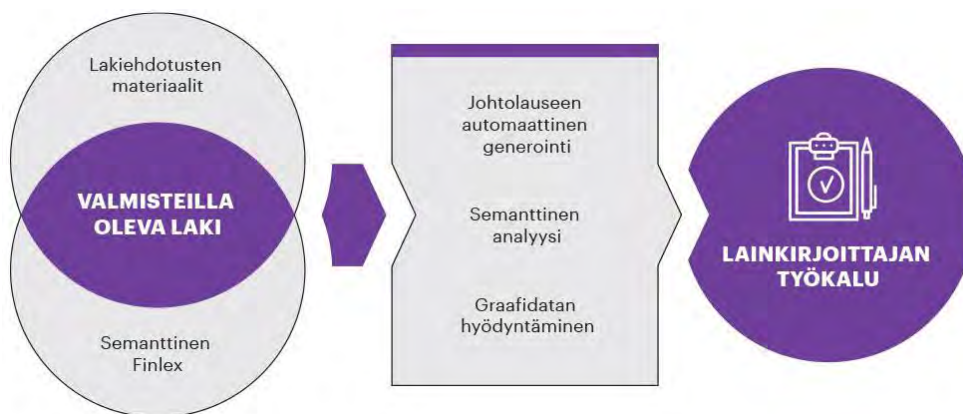 Lakiehdotusten
materiaalit
VALMISTEILLA
OLEVA LAKI
Semanttinen
Finlex
Johtolauseen
automaattinen
generointi
Semanttinen
analyysi
Graafidatan
hyödyntäminen
LAINKIRJOITTAJAN
TYÖKALU